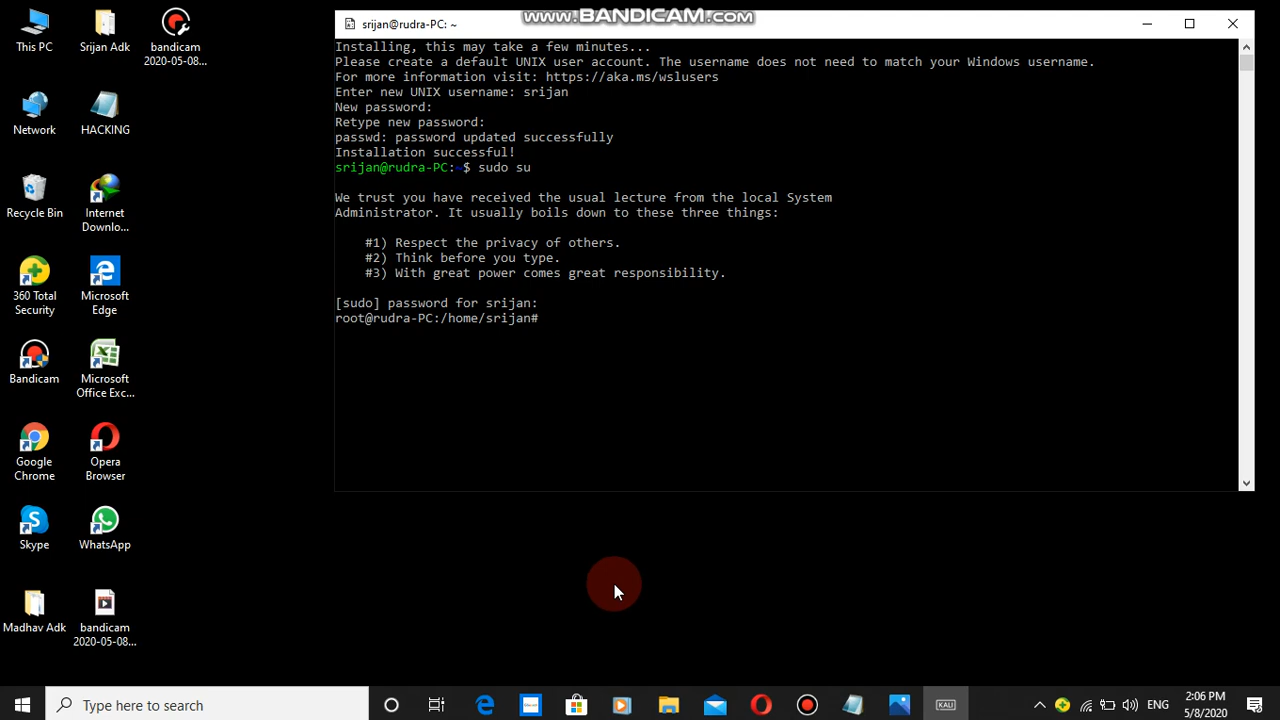 www.BANDICAM.com
srijan@rudra-PC: ~
Installing, this may take a few minutes...
Please create a default UNIX user account. The username does not need to match your Windows username.
For more information visit: https://aka.ms/wslusers
Enter new UNIX username: srijan
New password:
Retype new password:
passwd: password updated successfully
Installation successful!
srijan@rudra-PC:~$ sudo su
We trust you have received the usual lecture from the local System
Administrator. It usually boils down to these three things:
#1) Respect the privacy of others.
#2) Think before you type.
#3) With great power comes great responsibility.
[sudo] password for srijan:
root@rudra-PC:/home/srijan#
This PC
Srijan Adk
bandicam
2020-05-08...
Network
HACKING
Recycle Bin
Internet
Downlo...
360 Total
Security
Microsoft
Edge
Bandicam
Microsoft
Office Exc...
Google
Chrome
Opera
Browser
Skype
WhatsApp
Madhav Adk
bandicam
2020-05-08...
Type here to search
KAU
ENG
2:06 PM
5/8/2020